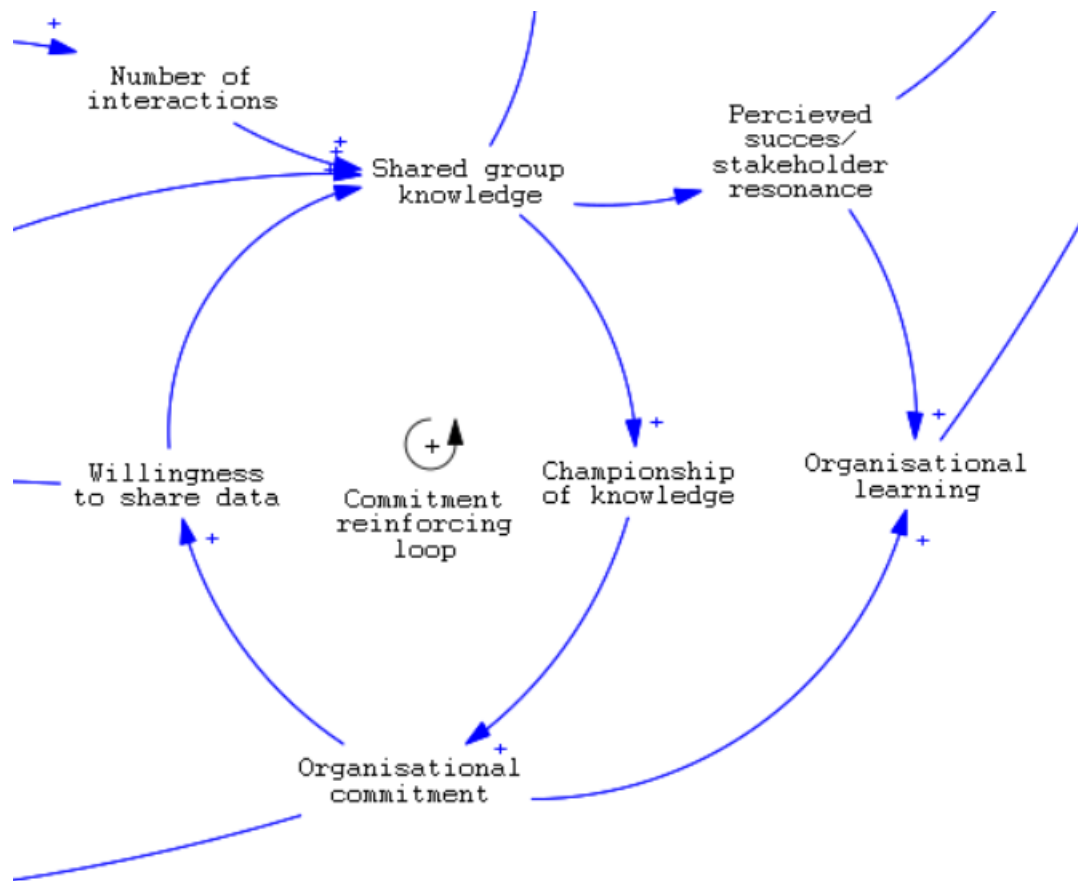 +
Number of
interactions
+
+
+
Shared group
knowledge
Percieved
succes/
stakeholder
resonance
Willingness
to share data
+
+
Commitment
reinforcing
loop
+
Championship
of knowledge
+
Organisational
learning
+
+
Organisational
commitment